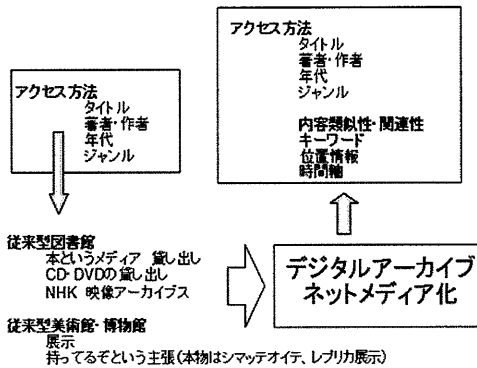 アクセス方法
タイトル
著者・作者
年代
ジャンル
従来型図書館
本というメディア 貸し出し
CD・DVDの貸し出し
NHK 映像アーカイブス
従来型美術館・博物館
展示
持ってるぞという主張(本物はシマッテオイテ、レプリカ展示)
アクセス方法
タイトル
著者・作者
年代
ジャンル
内容類似性・関連性
キーワード
位置情報
時間軸
デジタルアーカイブ
ネットメディア化